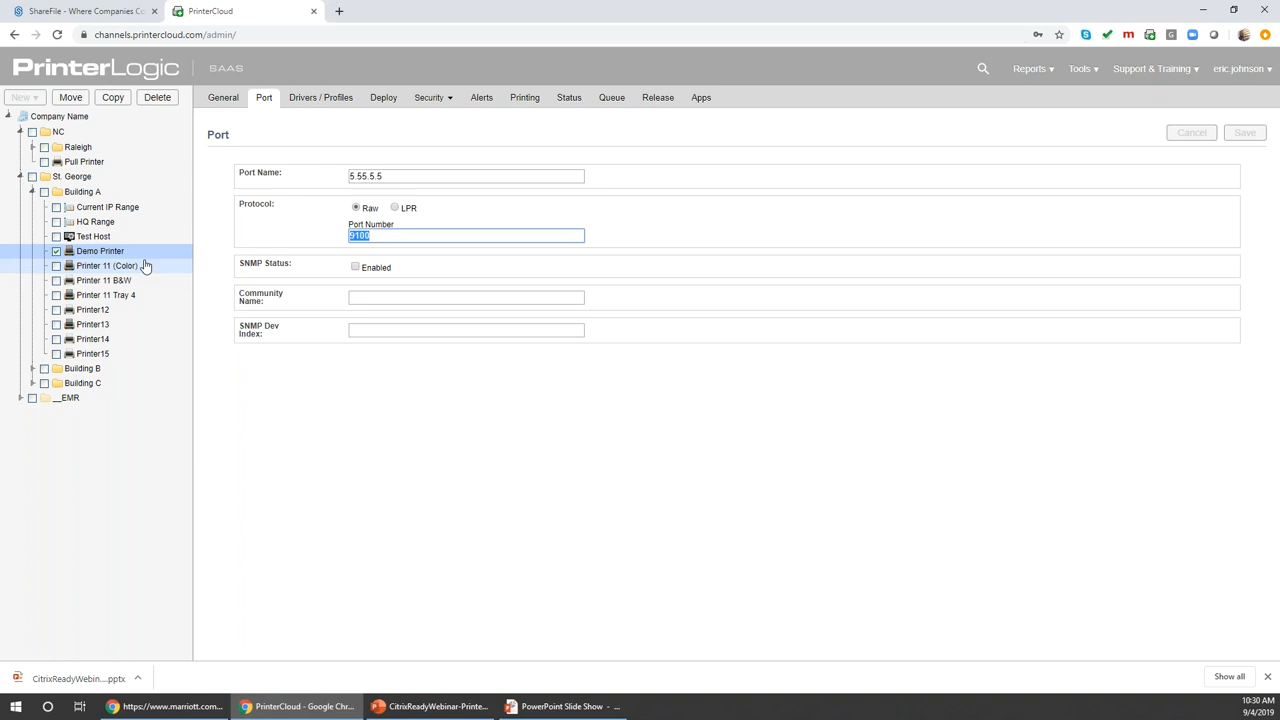 ShareFile - Where Companies Co
PrinterCloud
channels.printercloud.com/admin/
PrinterLogic SAAS
Reports
Tools
Support & Training
eric.johnson
New
Move
Copy
Delete
General
Port
Drivers / Profiles
Deploy
Security
Alerts
Printing
Status
Queue
Release
Apps
Company Name
NC
Raleigh
Pull Printer
St. George
Building A
Current IP Range
HQ Range
Test Host
Demo Printer
Printer 11 (Color)
Printer 11 B&W
Printer 11 Tray 4
Printer12
Printer13
Printer14
Printer15
Building B
Building C
__EMR
Port
Cancel
Save
Port Name:
5.55.5.5
Protocol:
Raw
LPR
Port Number
9100
SNMP Status:
Enabled
Community
Name:
SNMP Dev
Index:
CitrixReadyWebin....pptx
Show all
https://www.marriott.com...
PrinterCloud - Google Chr...
CitrixReadyWebinar-Printe...
PowerPoint Slide Show - ...
10:30 AM
9/4/2019